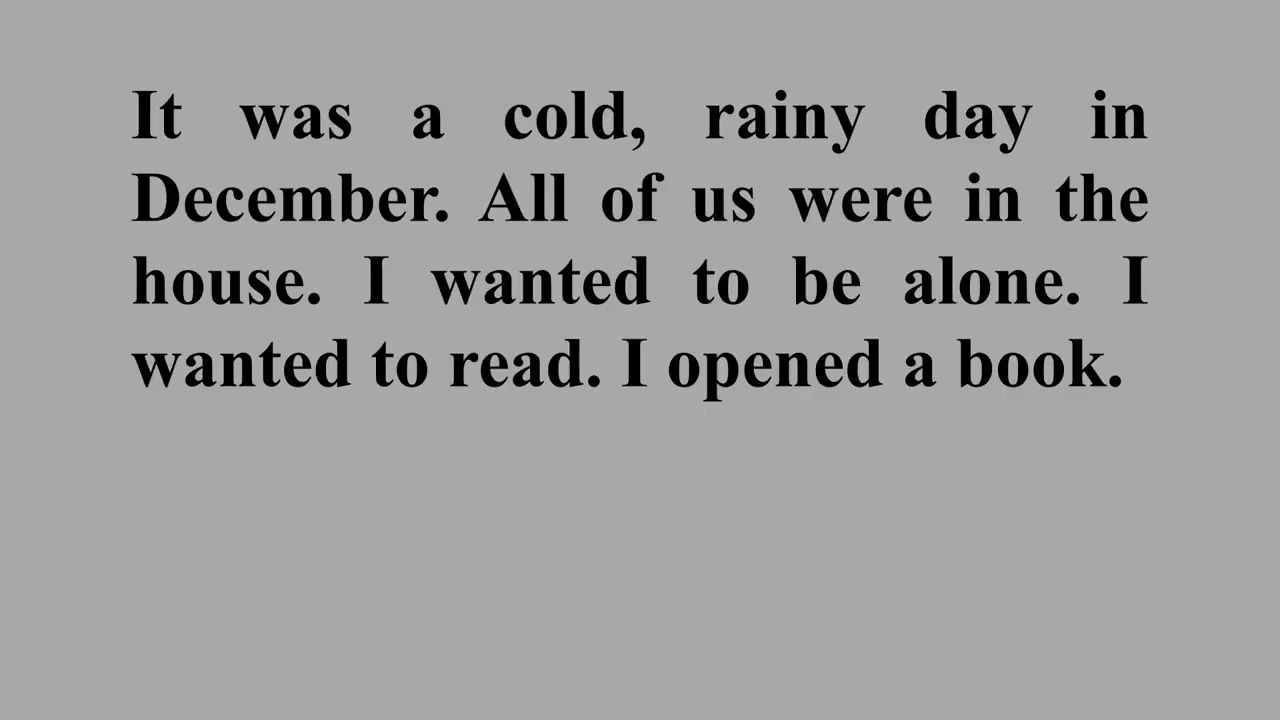 It was a cold, rainy day in
December. All of us were in the
house. I wanted to be alone. I
wanted to read. I opened a book.